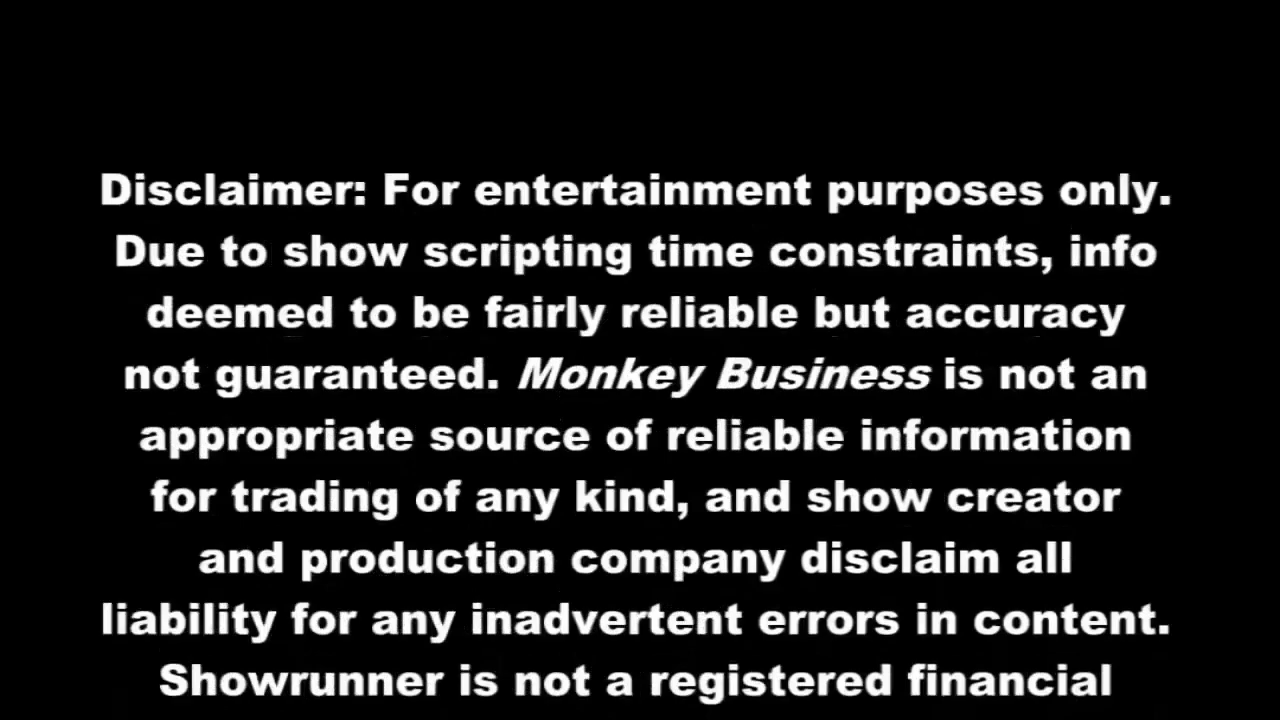 Disclaimer: For entertainment purposes only.
Due to show scripting time constraints, info
deemed to be fairly reliable but accuracy
not guaranteed. Monkey Business is not an
appropriate source of reliable information
for trading of any kind, and show creator
and production company disclaim all
liability for any inadvertent errors in content.
Showrunner is not a registered financial